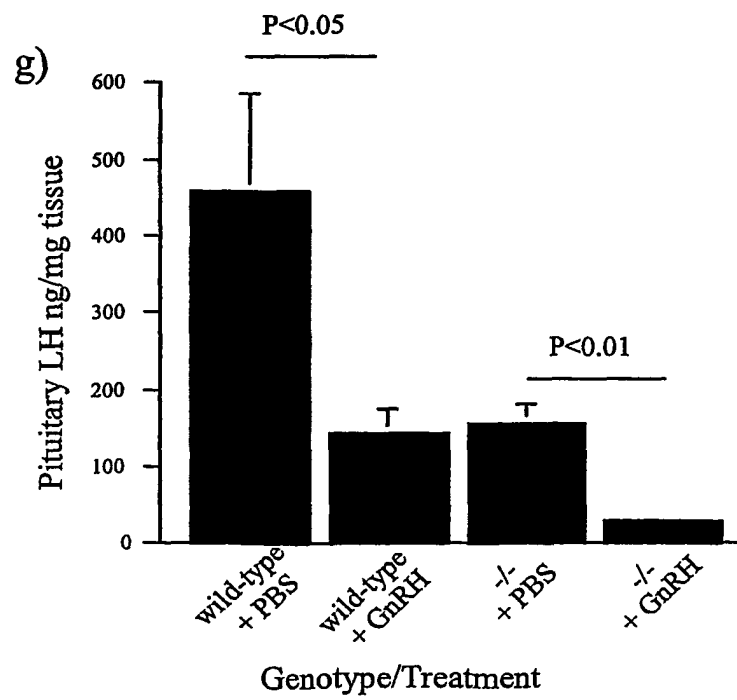 g)
P<0.05
P<0.01
Pituitary LH ng/mg tissue
600
500
400
300
200
100
0
wild-type
+ PBS
wild-type
+ GnRH
-/-
+ PBS
-/-
+ GnRH
Genotype/Treatment